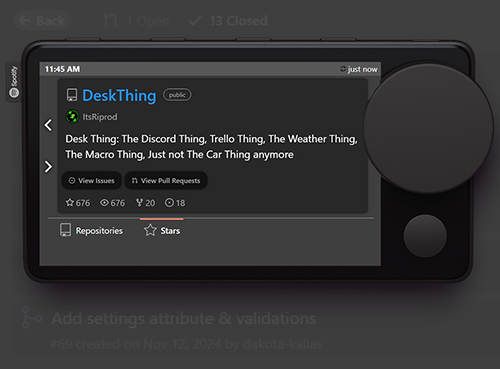 Back
1 Open
13 Closed
Spotify
11:45 AM
just now
DeskThing
public
ItsRiprod
Desk Thing: The Discord Thing, Trello Thing, The Weather Thing,
The Macro Thing, Just not The Car Thing anymore
View Issues
View Pull Requests
676
676
20
18
Repositories
Stars
Add settings attribute & validations
#69 created on Nov 12, 2024 by dakota-kallas